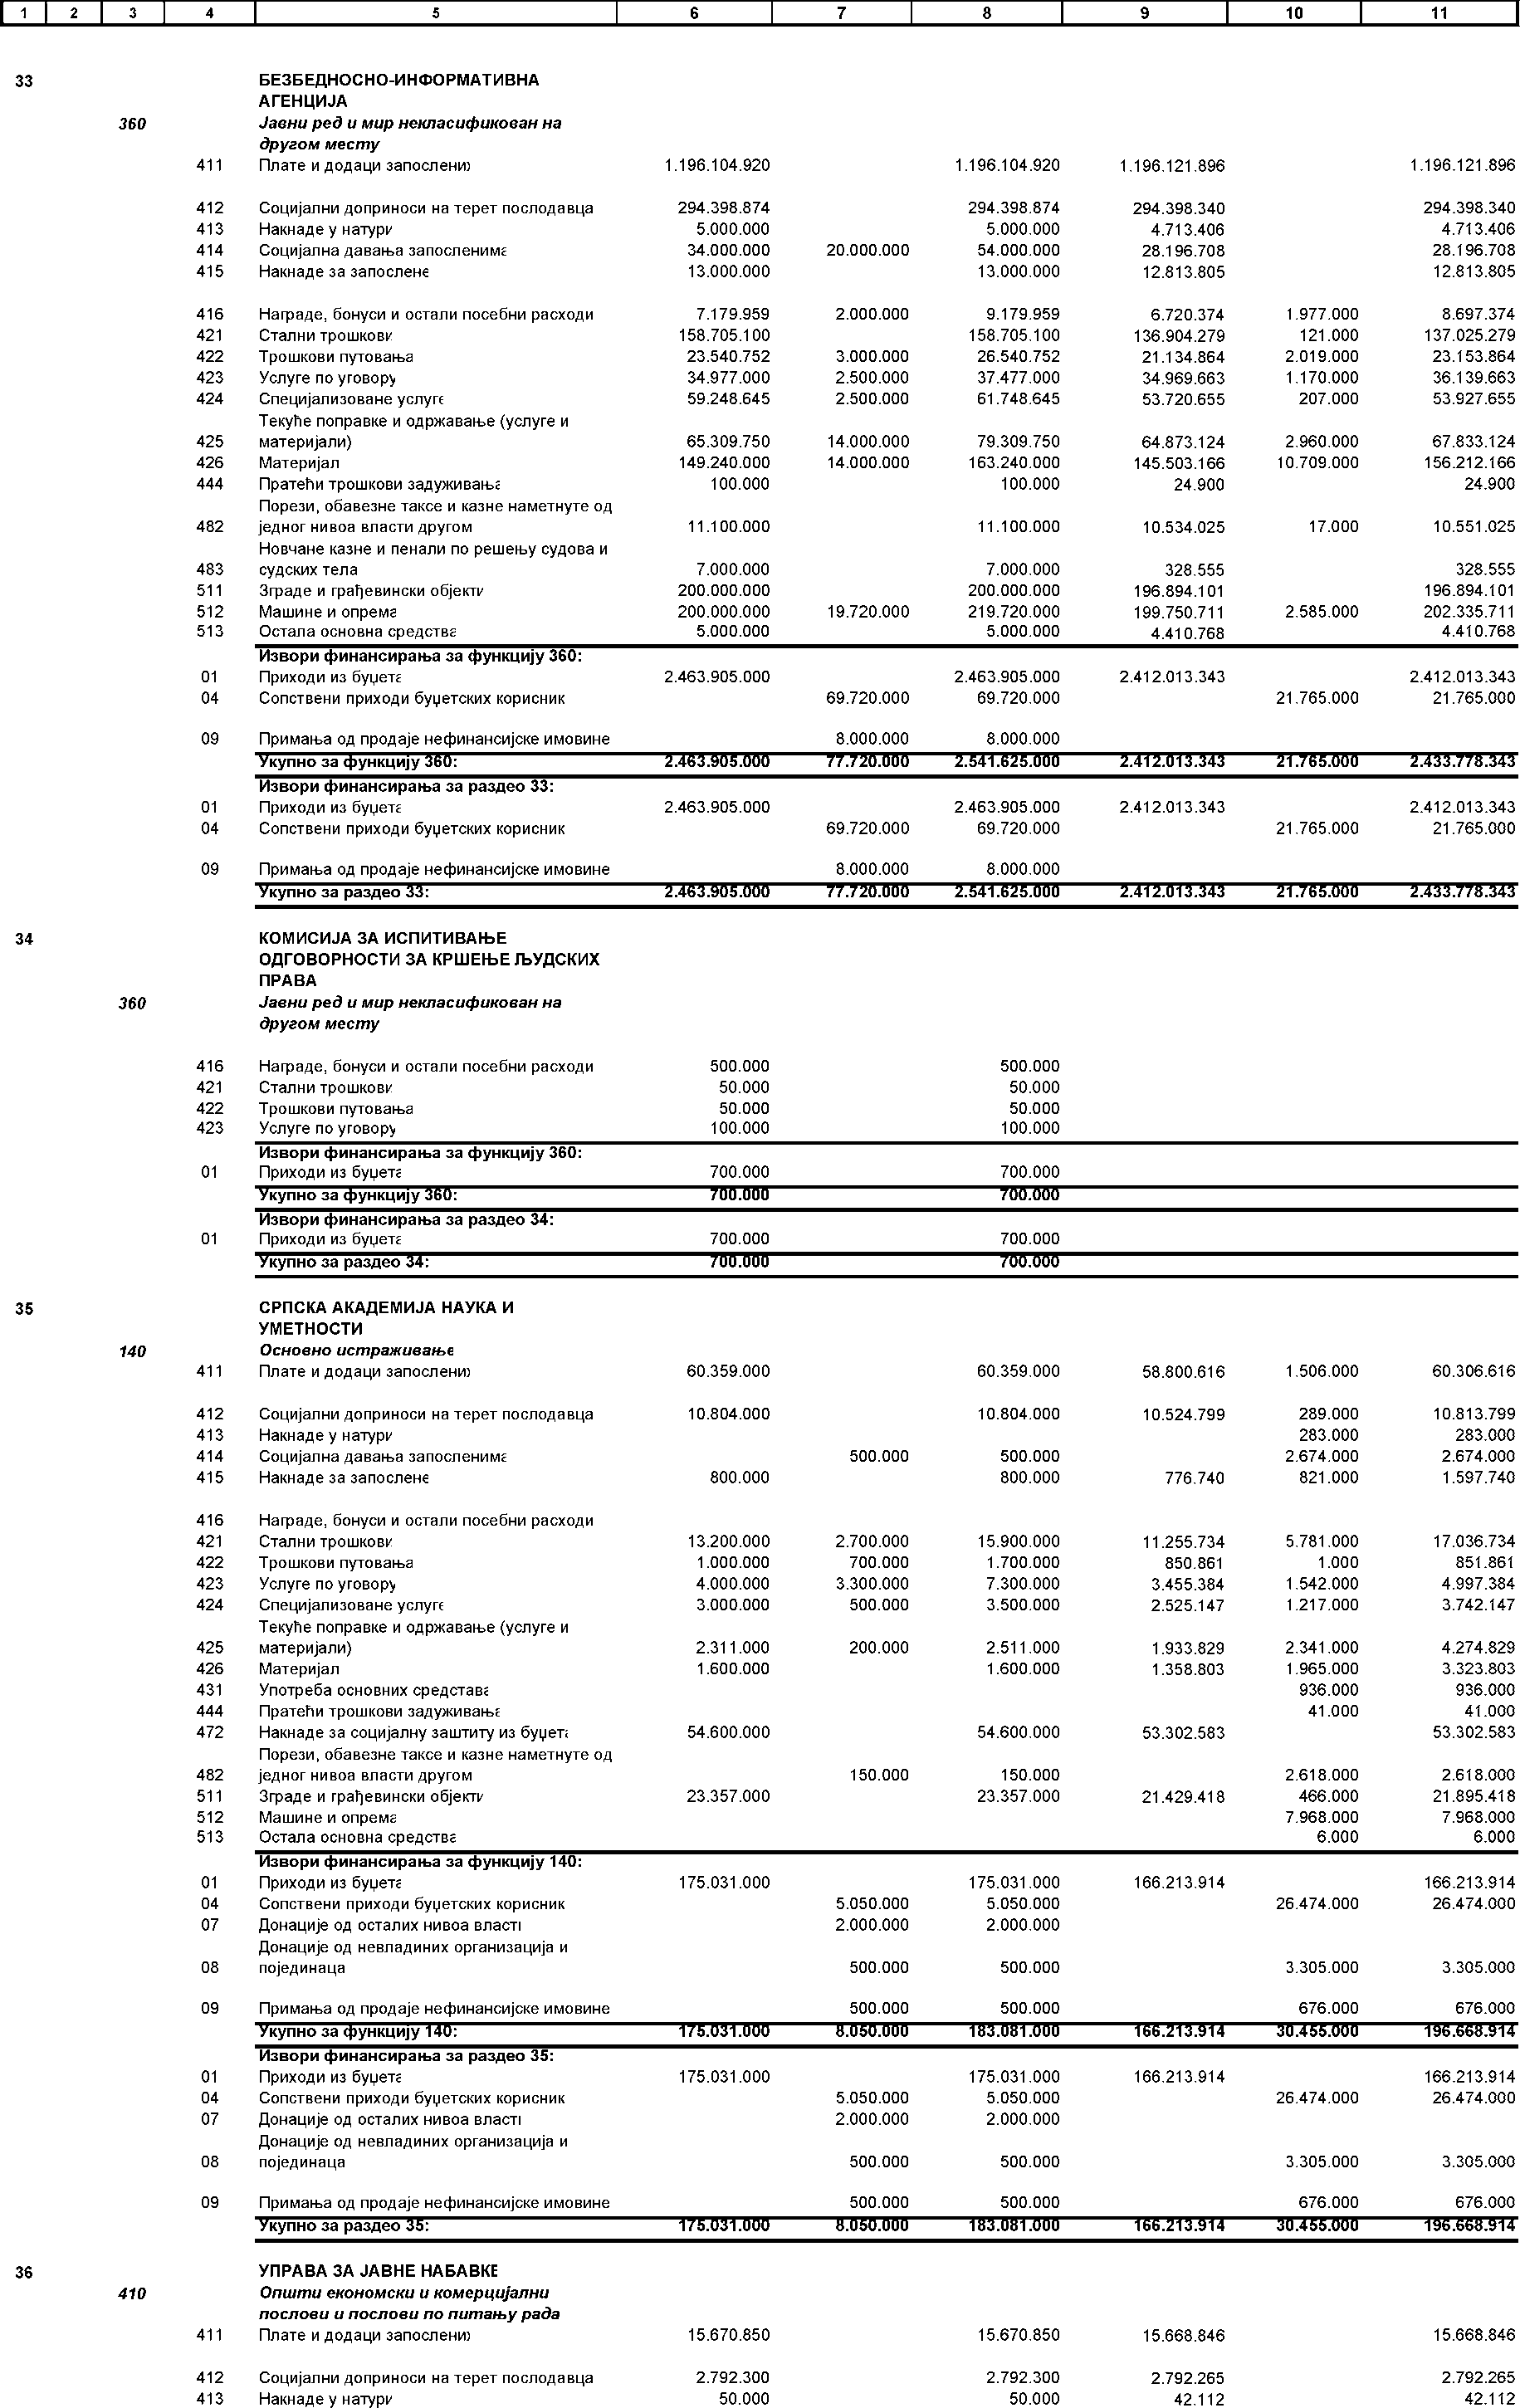 1 2 3 4 5 6 7 8 9 10 11
33 БЕЗБЕДНОСНО-ИНФОРМАТИВНА
АГЕНЦИЈА
360 Јавни ред и мир некласификован на
другом месту
411 Плате и додаци запослених 1.196.104.920 1.196.104.920 1.196.121.896 1.196.121.896
412 Социјални доприноси на терет послодавца 294.398.874 294.398.874 294.398.340 294.398.340
413 Накнаде у натури 5.000.000 5.000.000 4.713.406 4.713.406
414 Социјална давања запосленима 34.000.000 20.000.000 54.000.000 28.196.708 28.196.708
415 Накнаде за запослене 13.000.000 13.000.000 12.813.805 12.813.805
416 Награде, бонуси и остали посебни расходи 7.179.959 2.000.000 9.179.959 6.720.374 1.977.000 8.697.374
421 Стални трошкови 158.705.100 158.705.100 136.904.279 121.000 137.025.279
422 Трошкови путовања 23.540.752 3.000.000 26.540.752 21.134.864 2.019.000 23.153.864
423 Услуге по уговору 34.977.000 2.500.000 37.477.000 34.969.663 1.170.000 36.139.663
424 Специјализоване услуге 59.248.645 2.500.000 61.748.645 53.720.655 207.000 53.927.655
Текуће поправке и одржавање (услуге и
425 материјали) 65.309.750 14.000.000 79.309.750 64.873.124 2.960.000 67.833.124
426 Материјал 149.240.000 14.000.000 163.240.000 145.503.166 10.709.000 156.212.166
444 Пратећи трошкови задуживања 100.000 100.000 24.900 24.900
Порези, обавезне таксе и казне наметнуте од
482 једног нивоа власти другом 11.100.000 11.100.000 10.534.025 17.000 10.551.025
Новчане казне и пенали по решењу судова и
483 судских тела 7.000.000 7.000.000 328.555 328.555
511 Зграде и грађевински објекти 200.000.000 200.000.000 196.894.101 196.894.101
512 Машине и опрема 200.000.000 19.720.000 219.720.000 199.750.711 2.585.000 202.335.711
513 Остала основна средства 5.000.000 5.000.000 4.410.768 4.410.768
Извори финансирања за функцију 360:
01 Приходи из буџета 2.463.905.000 2.463.905.000 2.412.013.343 2.412.013.343
04 Сопствени приходи буџетских корисник 69.720.000 69.720.000 21.765.000 21.765.000
09 Примања од продаје нефинансијске имовине 8.000.000 8.000.000
Укупно за функцију 360: 2.463.905.000 77.720.000 2.541.625.000 2.412.013.343 21.765.000 2.433.778.343
Извори финансирања за раздео 33:
01 Приходи из буџета 2.463.905.000 2.463.905.000 2.412.013.343 2.412.013.343
04 Сопствени приходи буџетских корисник 69.720.000 69.720.000 21.765.000 21.765.000
09 Примања од продаје нефинансијске имовине 8.000.000 8.000.000
Укупно за раздео 33: 2.463.905.000 77.720.000 2.541.625.000 2.412.013.343 21.765.000 2.433.778.343
34 КОМИСИЈА ЗА ИСПИТИВАЊЕ
ОДГОВОРНОСТИ ЗА КРШЕЊЕ ЉУДСКИХ
ПРАВА
360 Јавни ред и мир некласификован на
другом месту
416 Награде, бонуси и остали посебни расходи 500.000 500.000
421 Стални трошкови 50.000 50.000
422 Трошкови путовања 50.000 50.000
423 Услуге по уговору 100.000 100.000
Извори финансирања за функцију 360:
01 Приходи из буџета 700.000 700.000
Укупно за функцију 360: 700.000 700.000
Извори финансирања за раздео 34:
01 Приходи из буџета 700.000 700.000
Укупно за раздео 34: 700.000 700.000
35 СРПСКА АКАДЕМИЈА НАУКА И
УМЕТНОСТИ
140 Основно истраживање
411 Плате и додаци запослених 60.359.000 60.359.000 58.800.616 1.506.000 60.306.616
412 Социјални доприноси на терет послодавца 10.804.000 10.804.000 10.524.799 289.000 10.813.799
413 Накнаде у натури 283.000 283.000
414 Социјална давања запосленима 500.000 500.000 2.674.000 2.674.000
415 Накнаде за запослене 800.000 800.000 776.740 821.000 1.597.740
416 Награде, бонуси и остали посебни расходи
421 Стални трошкови 13.200.000 2.700.000 15.900.000 11.255.734 5.781.000 17.036.734
422 Трошкови путовања 1.000.000 700.000 1.700.000 850.861 1.000 851.861
423 Услуге по уговору 4.000.000 3.300.000 7.300.000 3.455.384 1.542.000 4.997.384
424 Специјализоване услуге 3.000.000 500.000 3.500.000 2.525.147 1.217.000 3.742.147
Текуће поправке и одржавање (услуге и
425 материјали) 2.311.000 200.000 2.511.000 1.933.829 2.341.000 4.274.829
426 Материјал 1.600.000 1.600.000 1.358.803 1.965.000 3.323.803
431 Употреба основних средстава 936.000 936.000
444 Пратећи трошкови задуживања 41.000 41.000
472 Накнаде за социјалну заштиту из буџета 54.600.000 54.600.000 53.302.583 53.302.583
Порези, обавезне таксе и казне наметнуте од
482 једног нивоа власти другом 150.000 150.000 2.618.000 2.618.000
511 Зграде и грађевински објекти 23.357.000 23.357.000 21.429.418 466.000 21.895.418
512 Машине и опрема 7.968.000 7.968.000
513 Остала основна средства 6.000 6.000
Извори финансирања за функцију 140:
01 Приходи из буџета 175.031.000 175.031.000 166.213.914 166.213.914
04 Сопствени приходи буџетских корисник 5.050.000 5.050.000 26.474.000 26.474.000
07 Донације од осталих нивоа власти 2.000.000 2.000.000
Донације од невладиних организација и
08 појединаца 500.000 500.000 3.305.000 3.305.000
09 Примања од продаје нефинансијске имовине 500.000 500.000 676.000 676.000
Укупно за функцију 140: 175.031.000 8.050.000 183.081.000 166.213.914 30.455.000 196.668.914
Извори финансирања за раздео 35:
01 Приходи из буџета 175.031.000 175.031.000 166.213.914 166.213.914
04 Сопствени приходи буџетских корисник 5.050.000 5.050.000 26.474.000 26.474.000
07 Донације од осталих нивоа власти 2.000.000 2.000.000
Донације од невладиних организација и
08 појединаца 500.000 500.000 3.305.000 3.305.000
09 Примања од продаје нефинансијске имовине 500.000 500.000 676.000 676.000
Укупно за раздео 35: 175.031.000 8.050.000 183.081.000 166.213.914 30.455.000 196.668.914
36 УПРАВА ЗА ЈАВНЕ НАБАВКЕ
410 Општи економски и комерцијални
послови и послови по питању рада
411 Плате и додаци запослених 15.670.850 15.670.850 15.668.846 15.668.846
412 Социјални доприноси на терет послодавца 2.792.300 2.792.300 2.792.265 2.792.265
413 Накнаде у натури 50.000 50.000 42.112 42.112